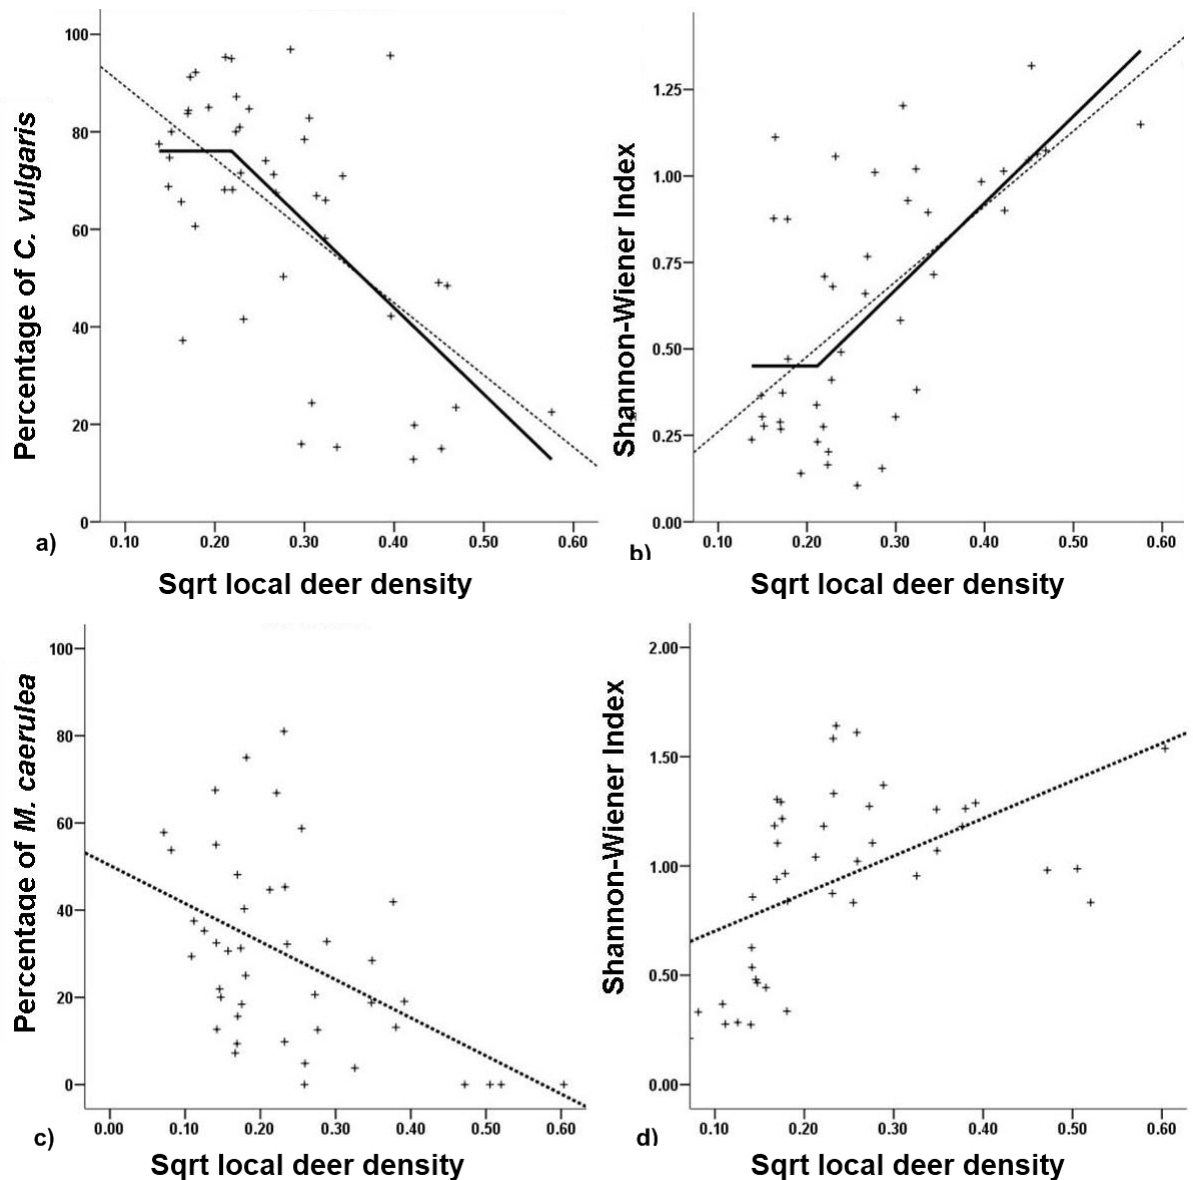 Percentage of C. vulgaris
100
80
60
40
20
0
0.10 0.20 0.30 0.40 0.50 0.60
a)
Sqrt local deer density
Shannon-Wiener Index
1.25
1.00
0.75
0.50
0.25
0.00
0.10 0.20 0.30 0.40 0.50 0.60
b)
Sqrt local deer density
Percentage of M. caerulea
100
80
60
40
20
0
0.00 0.10 0.20 0.30 0.40 0.50 0.60
c)
Sqrt local deer density
Shannon-Wiener Index
2.00
1.50
1.00
0.50
0.00
0.10 0.20 0.30 0.40 0.50 0.60
d)
Sqrt local deer density